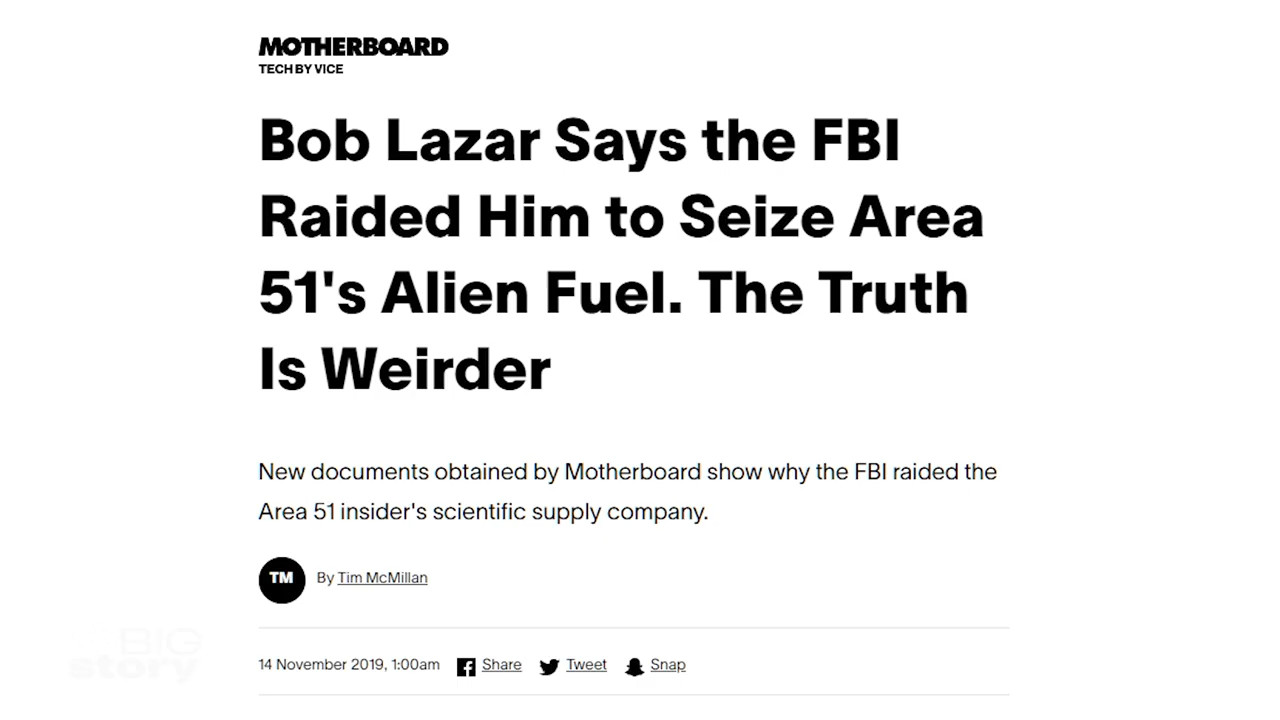 MOTHERBOARD
TECH BY VICE
Bob Lazar Says the FBI
Raided Him to Seize Area
51's Alien Fuel. The Truth
Is Weirder
New documents obtained by Motherboard show why the FBI raided the
Area 51 insider's scientific supply company.
TM
By Tim McMillan
14 November 2019, 1:00am Share Tweet Snap
BIG
story